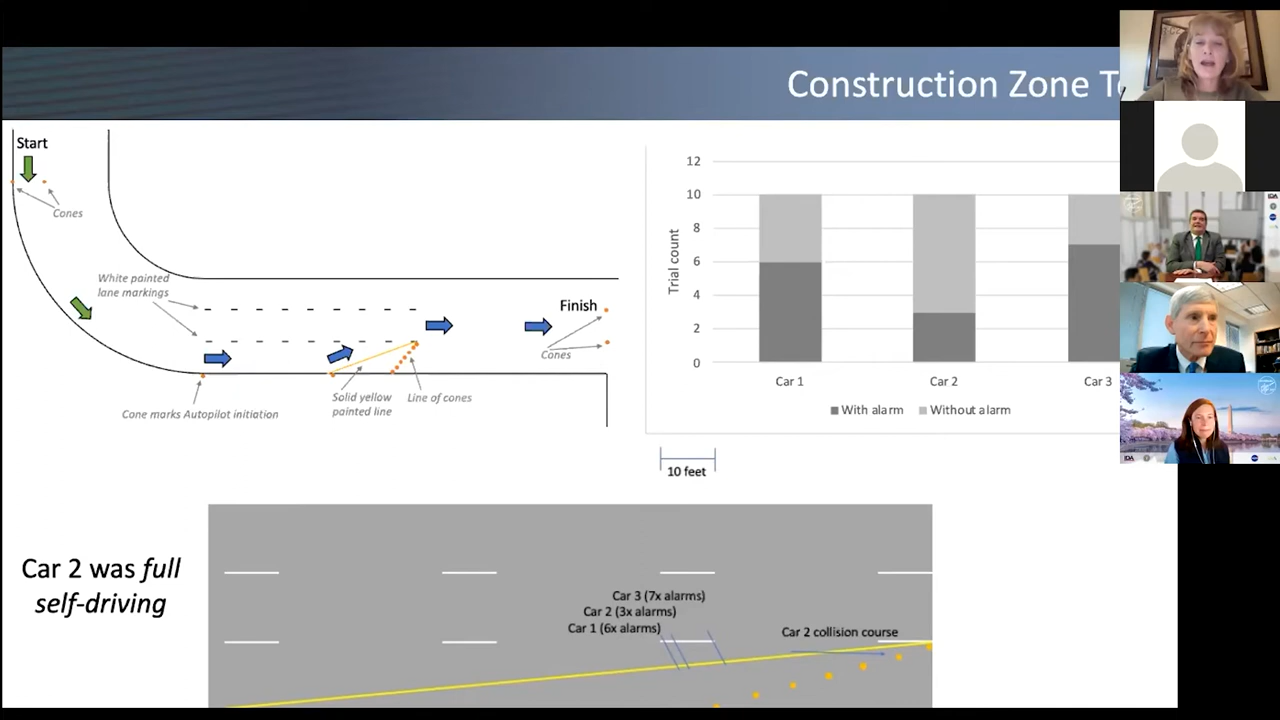 Construction Zone
Start
Cones
White painted
lane markings
Finish
Cones
Solid yellow
painted line
Line of cones
Cone marks Autopilot initiation
12
10
8
6
4
2
0
Trial count
Car 1
Car 2
Car 3
With alarm
Without alarm
10 feet
Car 2 was full
self-driving
Car 3 (7x alarms)
Car 2 (3x alarms)
Car 1 (6x alarms)
Car 2 collision course
IDA
IDA